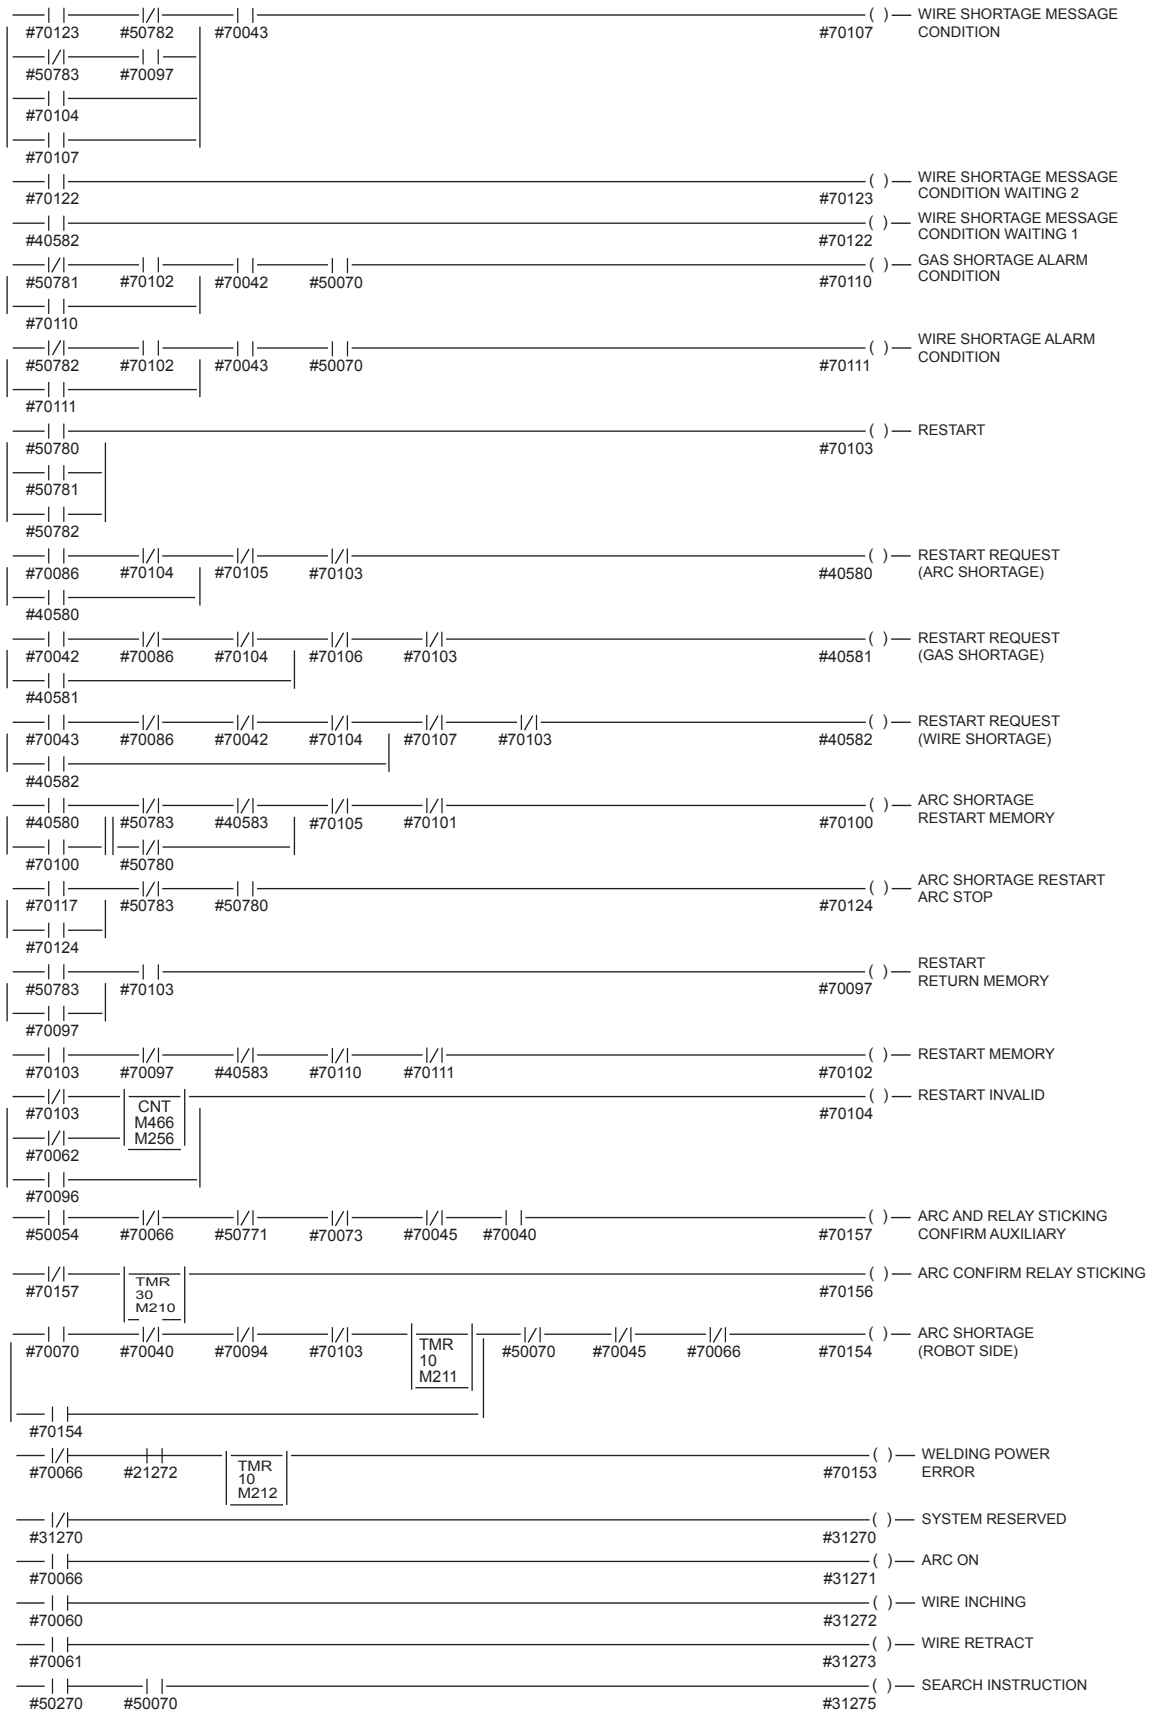 WIRE SHORTAGE MESSAGE
#70123 #50782 #70043 #70107 CONDITION
#50783 #70097
#70104
#70107
WIRE SHORTAGE MESSAGE
#70122 #70123 CONDITION WAITING 2
WIRE SHORTAGE MESSAGE
#40582 #70122 CONDITION WAITING 1
GAS SHORTAGE ALARM
#50781 #70102 #70042 #50070 #70110 CONDITION
#70110
WIRE SHORTAGE ALARM
#50782 #70102 #70043 #50070 #70111 CONDITION
#70111
RESTART
#50780 #70103
#50781
#50782
RESTART REQUEST
#70086 #70104 #70105 #70103 #40580 (ARC SHORTAGE)
#40580
RESTART REQUEST
#70042 #70086 #70104 #70106 #70103 #40581 (GAS SHORTAGE)
#40581
RESTART REQUEST
#70043 #70086 #70042 #70104 #70107 #70103 #40582 (WIRE SHORTAGE)
#40582
ARC SHORTAGE
#40580 #50783 #40583 #70105 #70101 #70100 RESTART MEMORY
#70100 #50780
ARC SHORTAGE RESTART
#70117 #50783 #50780 #70124 ARC STOP
#70124
RESTART
#50783 #70103 #70097 RETURN MEMORY
#70097
RESTART MEMORY
#70103 #70097 #40583 #70110 #70111 #70102
RESTART INVALID
#70103 CNT #70104
M466
M256
#70062
#70096
ARC AND RELAY STICKING
#50054 #70066 #50771 #70073 #70045 #70040 #70157 CONFIRM AUXILIARY
ARC CONFIRM RELAY STICKING
TMR
#70157 30 #70156
M210
ARC SHORTAGE
#70070 #70040 #70094 #70103 TMR #50070 #70045 #70066 #70154 (ROBOT SIDE)
10
M211
#70154
WELDING POWER
#70066 #21272 TMR #70153 ERROR
10
M212
SYSTEM RESERVED
#31270 #31270
ARC ON
#70066 #31271
WIRE INCHING
#70060 #31272
WIRE RETRACT
#70061 #31273
SEARCH INSTRUCTION
#50270 #50070 #31275